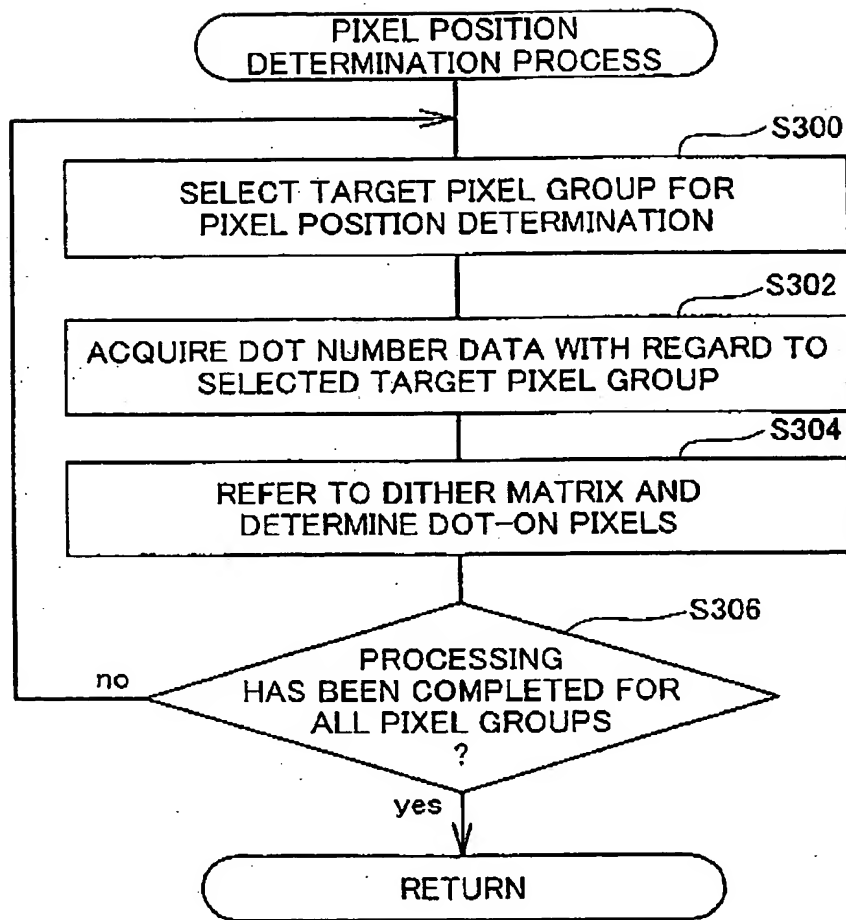 PIXEL POSITION
DETERMINATION PROCESS
S300
SELECT TARGET PIXEL GROUP FOR
PIXEL POSITION DETERMINATION
S302
ACQUIRE DOT NUMBER DATA WITH REGARD TO
SELECTED TARGET PIXEL GROUP
S304
REFER TO DITHER MATRIX AND
DETERMINE DOT-ON PIXELS
S306
PROCESSING
HAS BEEN COMPLETED FOR
ALL PIXEL GROUPS
?
no
yes
RETURN